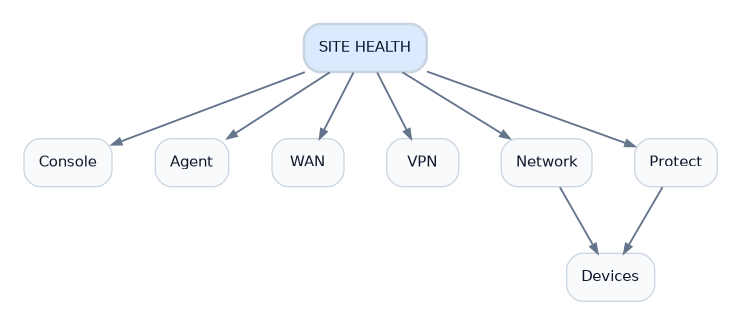 SITE HEALTH
Console
Agent
WAN
VPN
Network
Protect
Devices